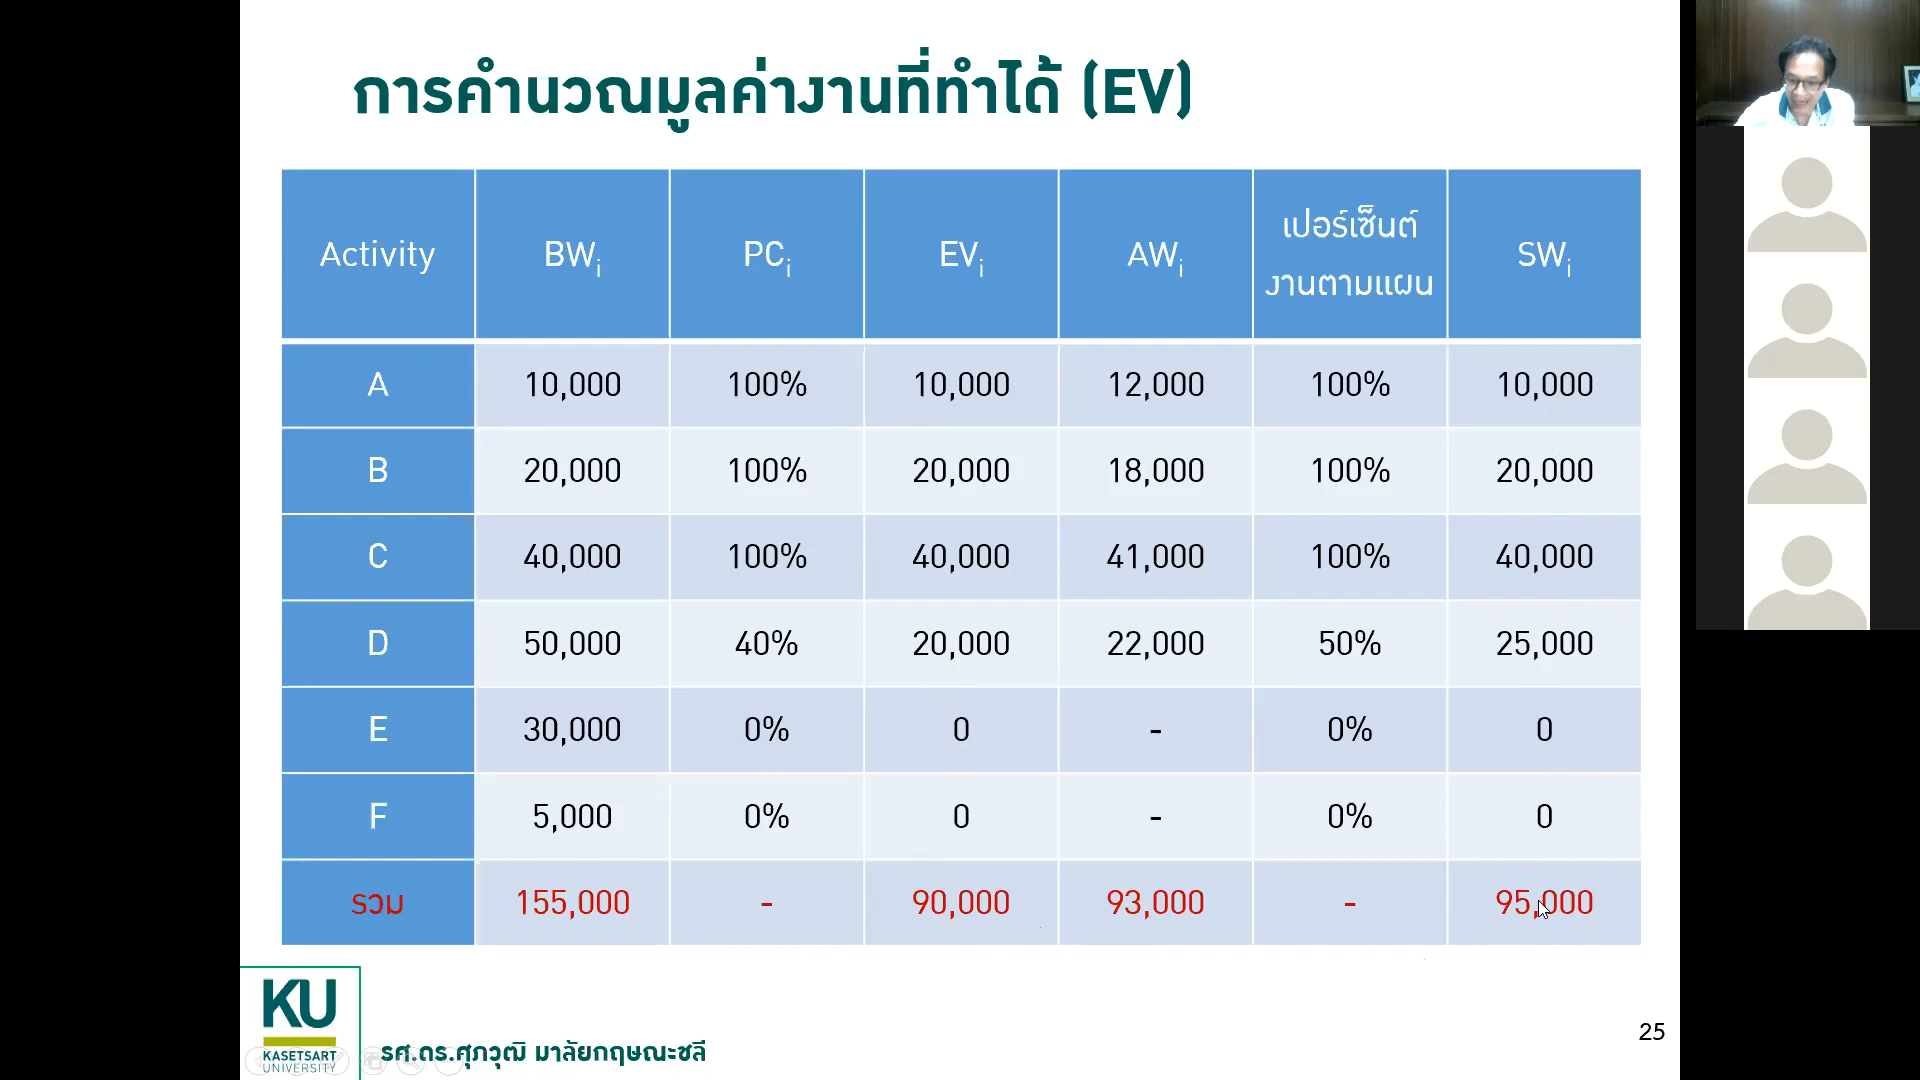 การคำนวณมูลค่างานที่ทำได้ (EV)
Activity BWi PCi EVi AWi เปอร์เซ็นต์งานตามแผน SWi
A 10,000 100% 10,000 12,000 100% 10,000
B 20,000 100% 20,000 18,000 100% 20,000
C 40,000 100% 40,000 41,000 100% 40,000
D 50,000 40% 20,000 22,000 50% 25,000
E 30,000 0% 0 - 0% 0
F 5,000 0% 0 - 0% 0
รวม 155,000 - 90,000 93,000 - 95,000
KU
KASETSART
UNIVERSITY
รศ.ดร.ศุภวุฒิ มาลัยกฤษณะชลี
25